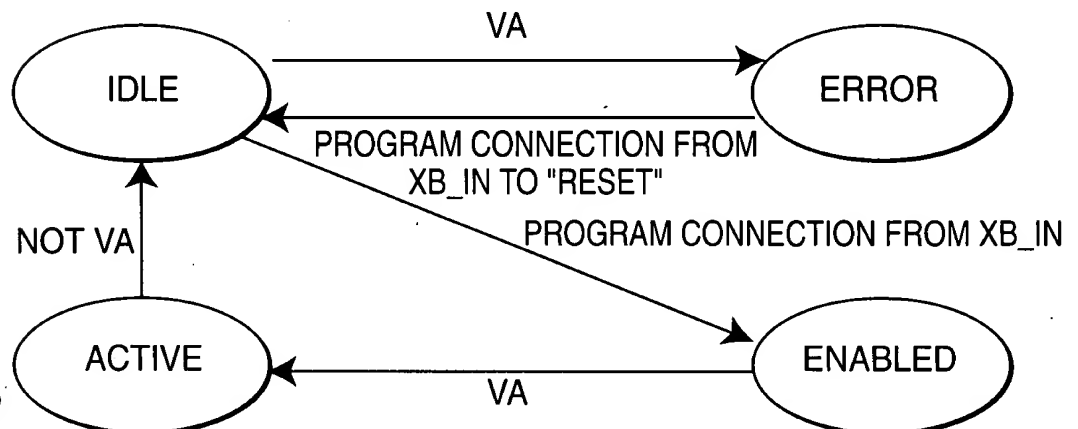 VA
IDLE
ERROR
PROGRAM CONNECTION FROM
XB_IN TO "RESET"
PROGRAM CONNECTION FROM XB_IN
NOT VA
ACTIVE
ENABLED
VA